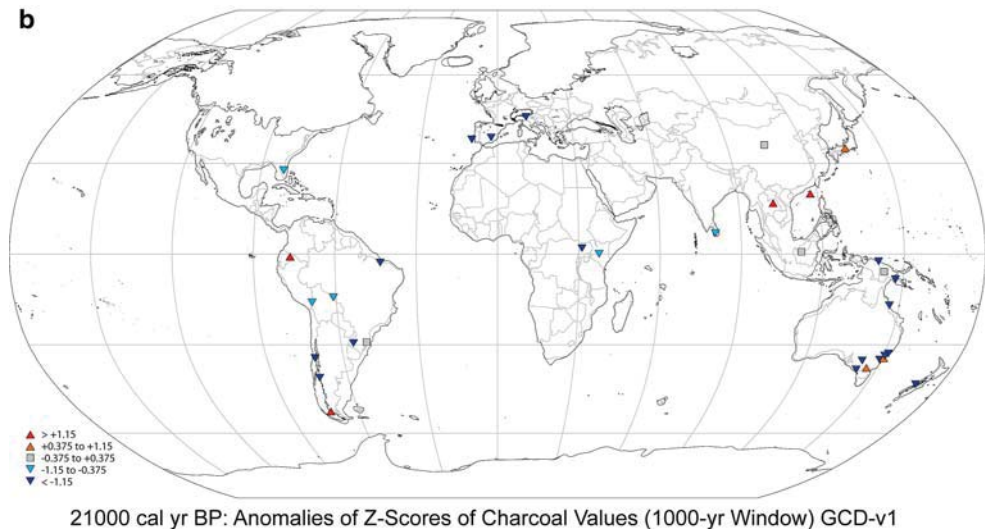 b
> +1.15
+0.375 to +1.15
-0.375 to +0.375
-1.15 to -0.375
< -1.15
21000 cal yr BP: Anomalies of Z-Scores of Charcoal Values (1000-yr Window) GCD-v1